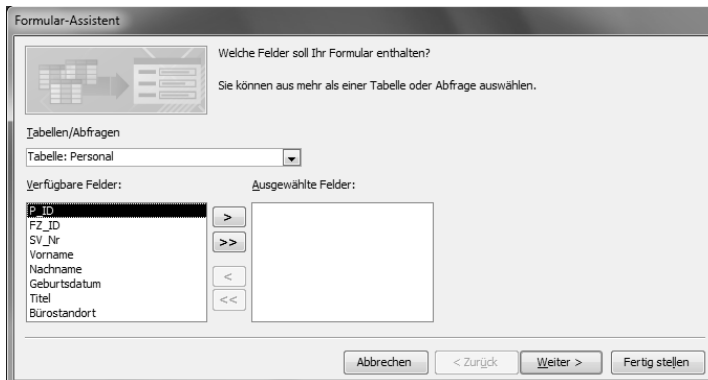 Formular-Assistent
Welche Felder soll Ihr Formular enthalten?
Sie können aus mehr als einer Tabelle oder Abfrage auswählen.
Tabellen/Abfragen
Tabelle: Personal
Verfügbare Felder:
Ausgewählte Felder:
P_ID
FZ_ID
SV_Nr
Vorname
Nachname
Geburtsdatum
Titel
Bürostandort
>
>>
<
<<
Abbrechen
< Zurück
Weiter >
Fertig stellen